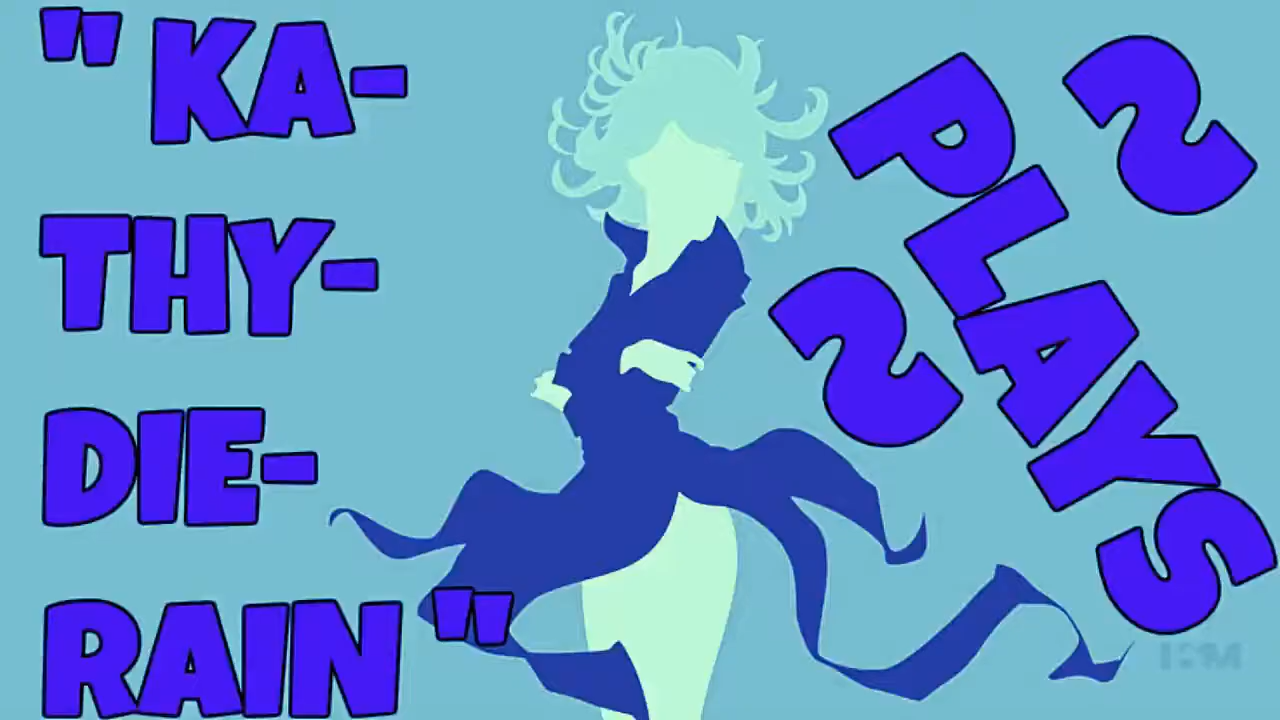 "KA-
THY-
DIE-
RAIN"
~
PLAYS
~